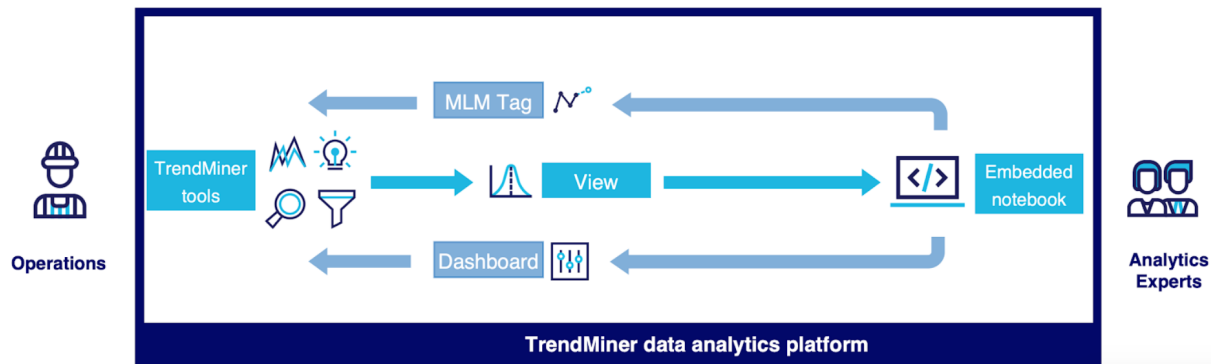 MLM Tag
TrendMiner
tools
View
</>
Embedded
notebook
Operations
Dashboard
Analytics
Experts
TrendMiner data analytics platform